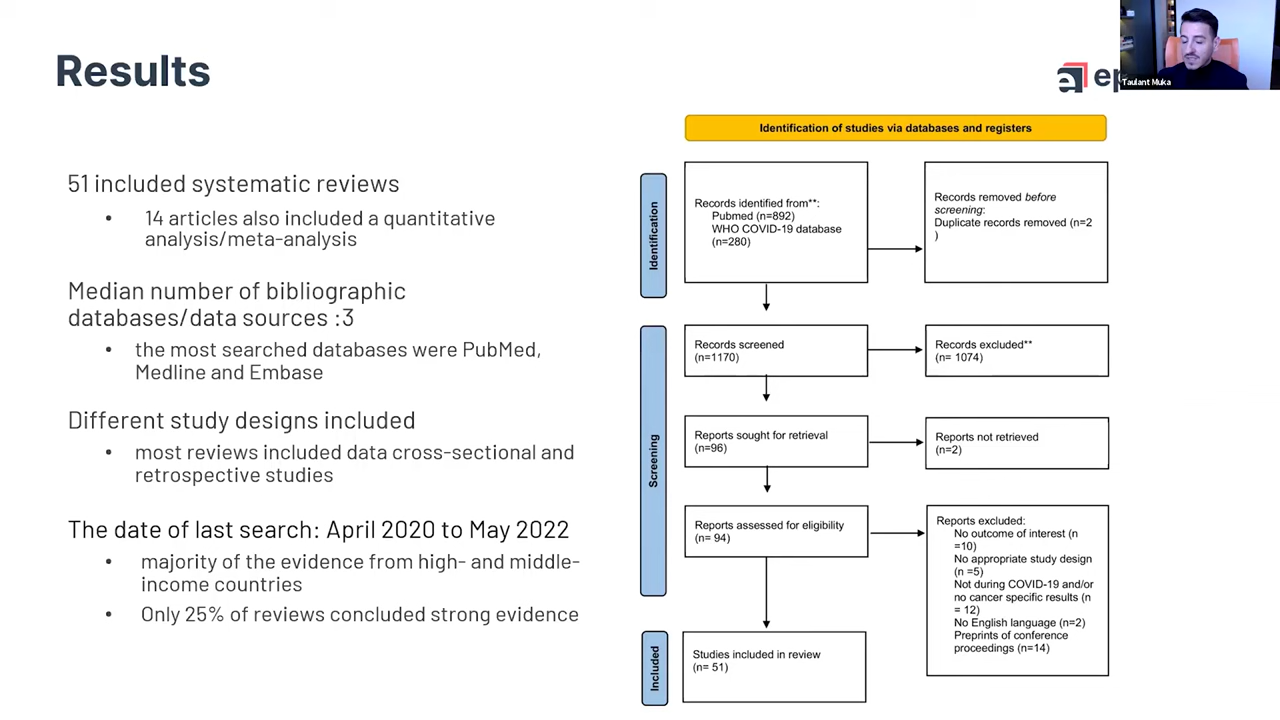 Results
ep
Taulant Muka
51 included systematic reviews
• 14 articles also included a quantitative
analysis/meta-analysis
Median number of bibliographic
databases/data sources :3
• the most searched databases were PubMed,
Medline and Embase
Different study designs included
• most reviews included data cross-sectional and
retrospective studies
The date of last search: April 2020 to May 2022
• majority of the evidence from high- and middle-
income countries
• Only 25% of reviews concluded strong evidence
Identification of studies via databases and registers
Identification
Records identified from**:
Pubmed (n=892)
WHO COVID-19 database
(n=280)
Records removed before
screening:
Duplicate records removed (n=2
)
Screening
Records screened
(n=1170)
Records excluded**
(n= 1074)
Reports sought for retrieval
(n=96)
Reports not retrieved
(n=2)
Reports assessed for eligibility
(n= 94)
Reports excluded:
No outcome of interest (n
=10)
No appropriate study design
(n =5)
Not during COVID-19 and/or
no cancer specific results (n
= 12)
No English language (n=2)
Preprints of conference
proceedings (n=14)
Included
Studies included in review
(n= 51)